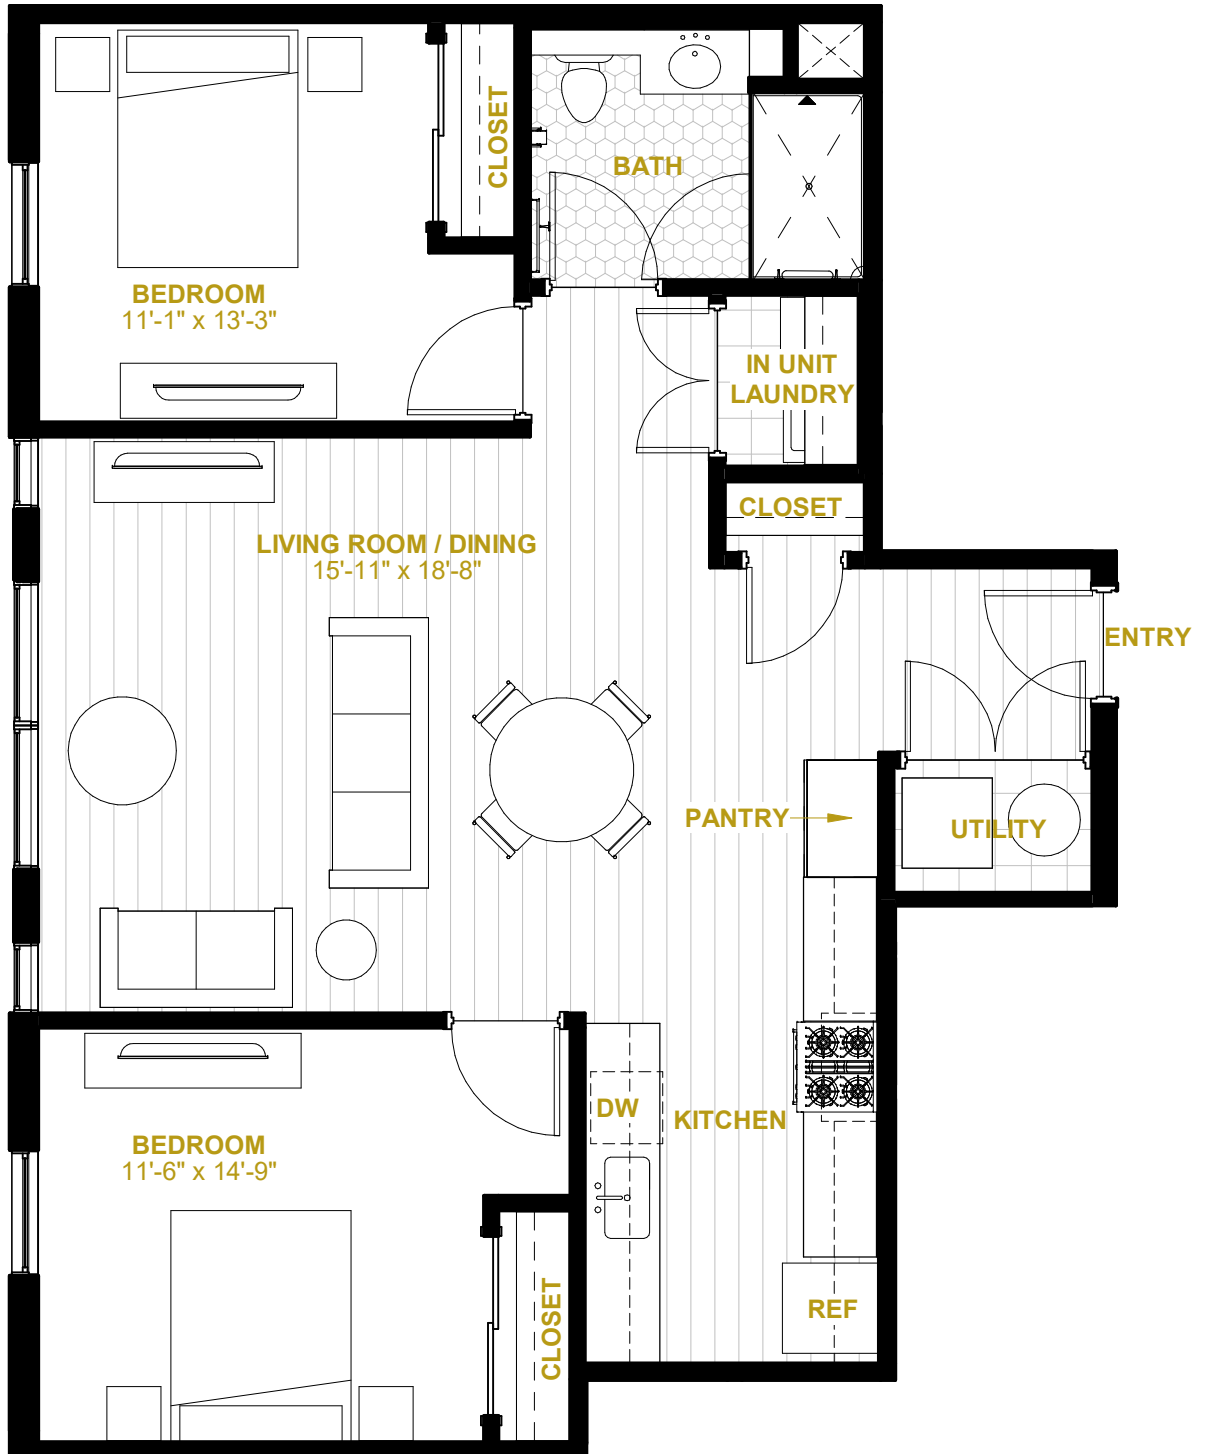 CLOSET
BATH
BEDROOM
11'-1" x 13'-3"
IN UNIT
LAUNDRY
CLOSET
LIVING ROOM / DINING
15'-11" x 18'-8"
ENTRY
PANTRY
UTILITY
DW
KITCHEN
BEDROOM
11'-6" x 14'-9"
CLOSET
REF